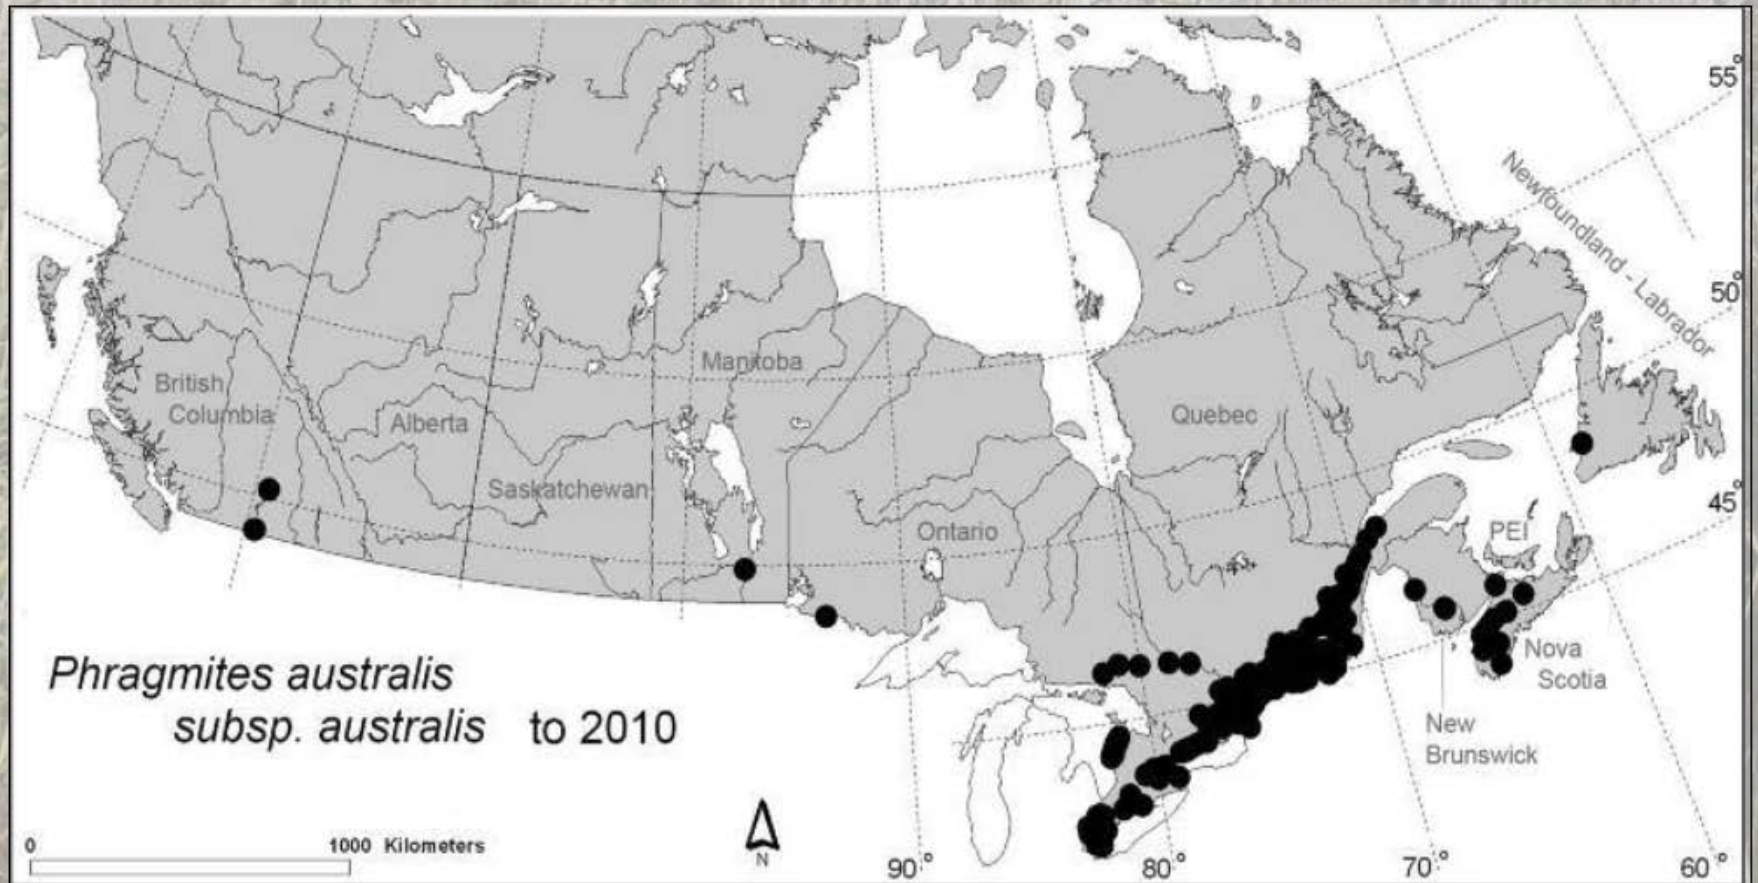 55°
Newfoundland - Labrador
50°
Manitoba
British
Columbia
Alberta
Quebec
Saskatchewan
45°
Ontario
PEI
Phragmites australis
subsp. australis to 2010
Nova
Scotia
New
Brunswick
0 1000 Kilometers
N
90° 80° 70° 60°